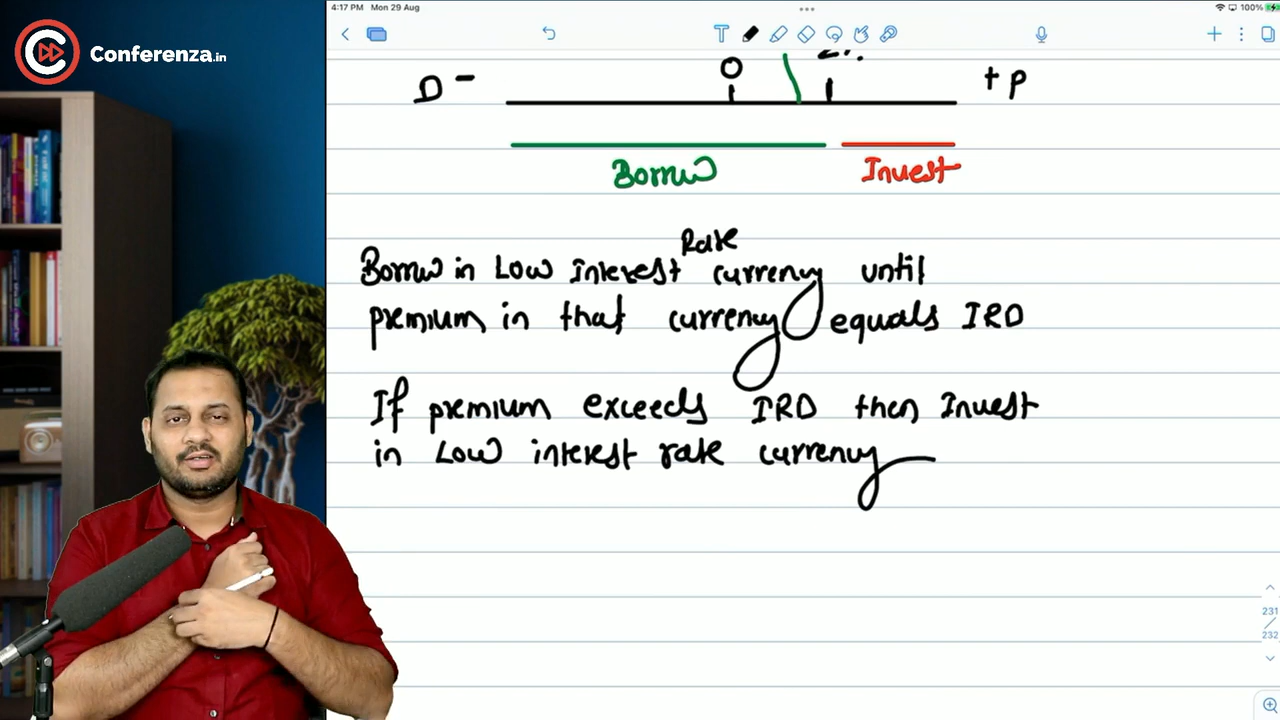 4:17 PM Mon 29 Aug
100%
Conferenza.in
T
O
D - + P
Borrow Invest
Rate
Borrow in Low Interest currency until
premium in that currency equals IRD
If premium exceeds IRD then Invest
in Low interest rate currency
231
232